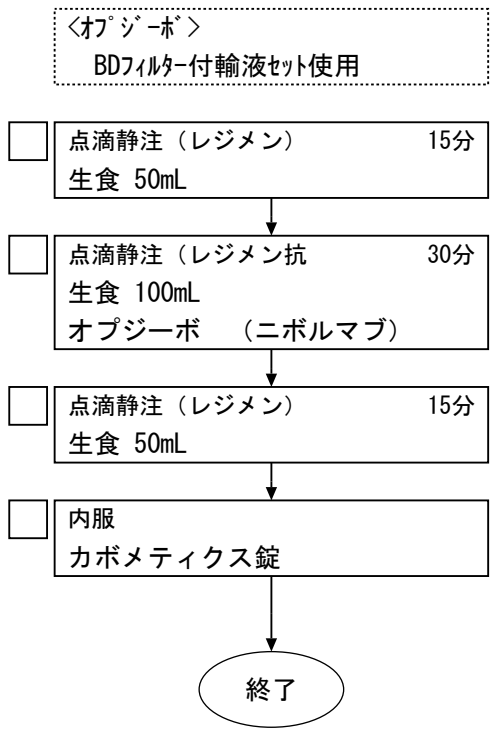 <ｵﾌﾟｼﾞｰﾎﾞ>
BDﾌｨﾙﾀｰ付輸液ｾｯﾄ使用
点滴静注（レジメン） 15分
生食 50mL
点滴静注（レジメン抗 30分
生食 100mL
オプジーボ （ニボルマブ）
点滴静注（レジメン） 15分
生食 50mL
内服
カボメティクス錠
終了